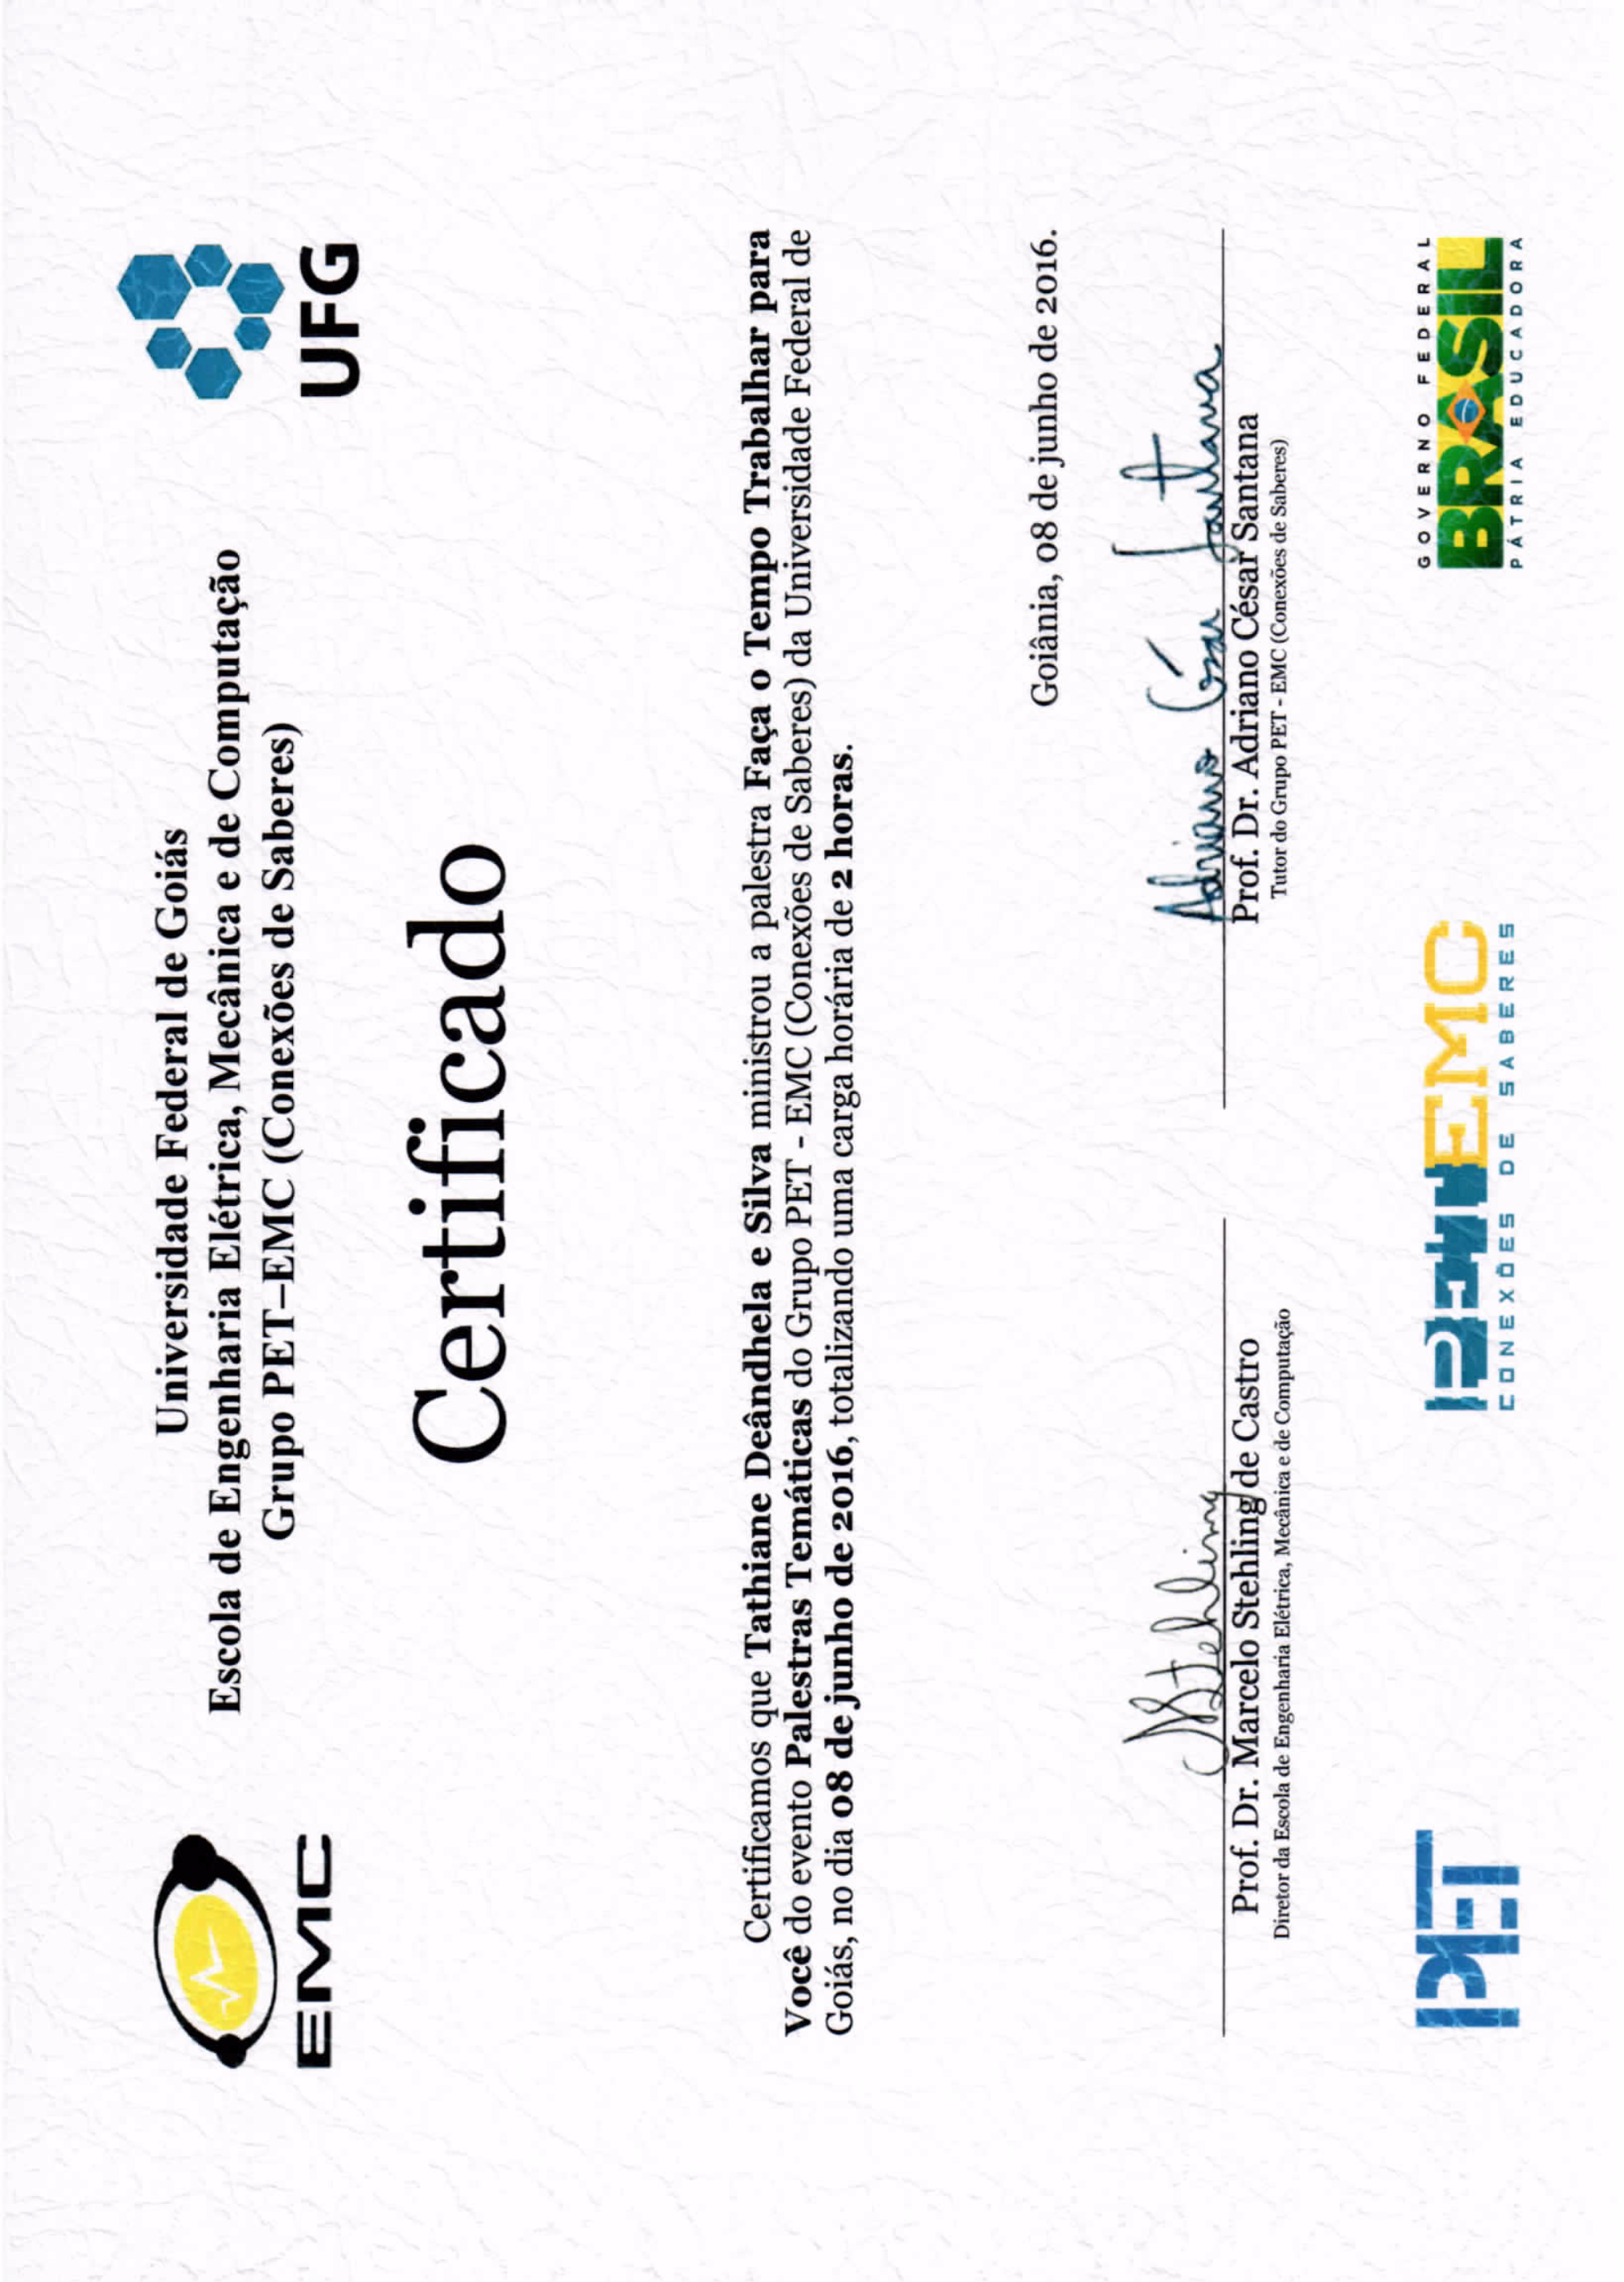 EMC
Universidade Federal de Goiás
Escola de Engenharia Elétrica, Mecânica e de Computação
Grupo PET–EMC (Conexões de Saberes)
UFG
Certificado
Certificamos que Tathiane Deândhela e Silva ministrou a palestra Faça o Tempo Trabalhar para
Você do evento Palestras Temáticas do Grupo PET - EMC (Conexões de Saberes) da Universidade Federal de
Goiás, no dia 08 de junho de 2016, totalizando uma carga horária de 2 horas.
Goiânia, 08 de junho de 2016.
MStehling
Prof. Dr. Marcelo Stehling de Castro
Diretor da Escola de Engenharia Elétrica, Mecânica e de Computação
Adriano César Santana
Prof. Dr. Adriano César Santana
Tutor do Grupo PET - EMC (Conexões de Saberes)
PET
PET EMC
CONEXÕES DE SABERES
GOVERNO FEDERAL
BRASIL
PÁTRIA EDUCADORA